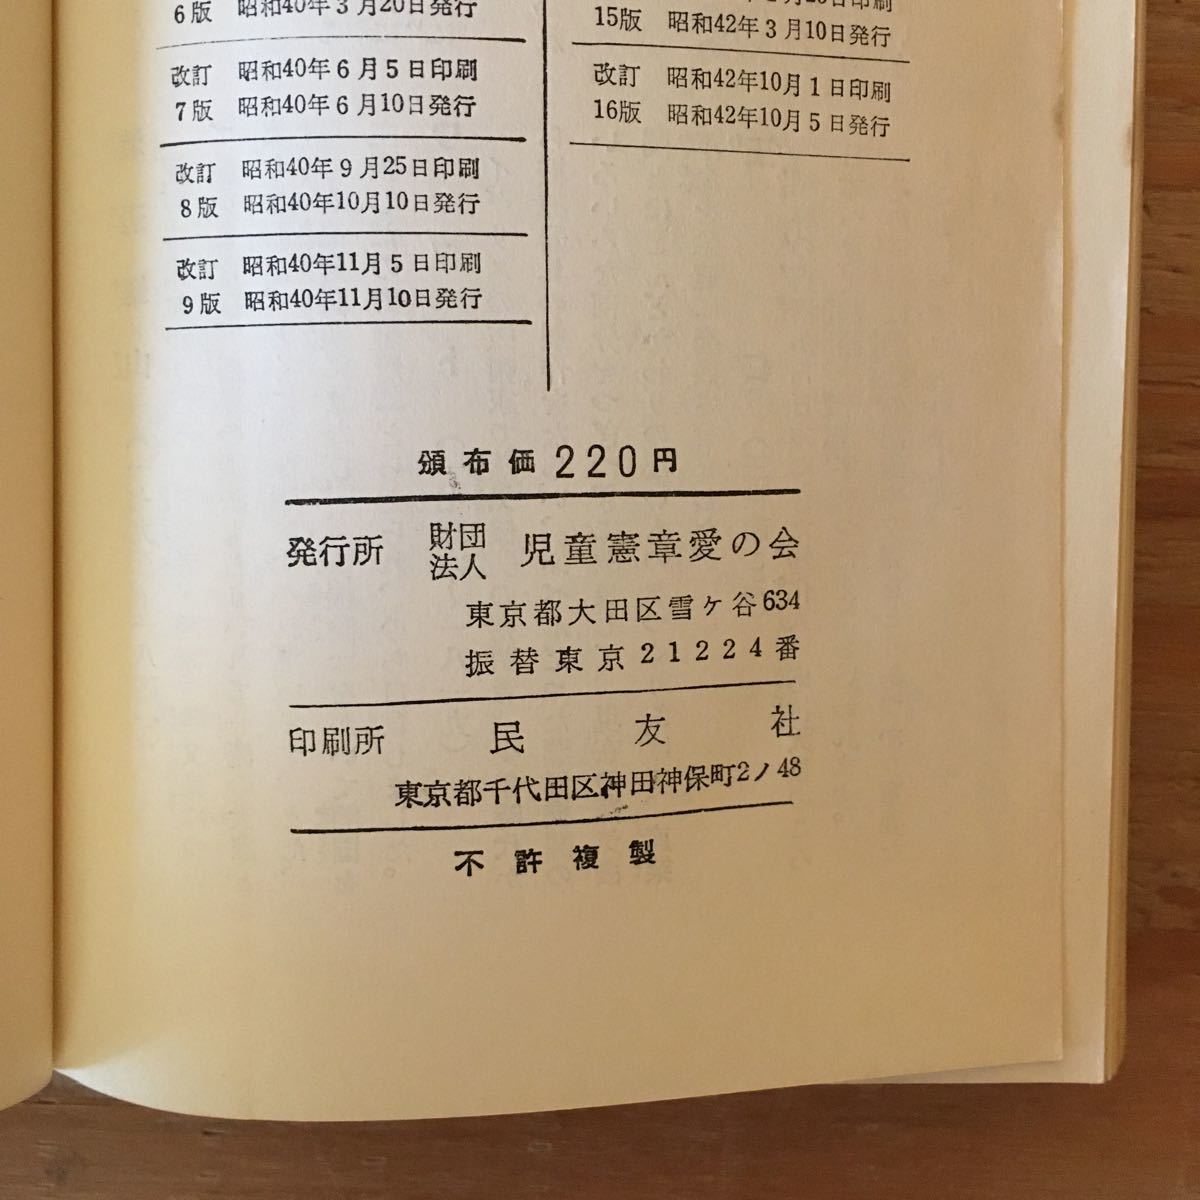 6版 昭和40年3月20日発行
改訂 昭和40年6月5日印刷
7版 昭和40年6月10日発行
改訂 昭和40年9月25日印刷
8版 昭和40年10月10日発行
改訂 昭和40年11月5日印刷
9版 昭和40年11月10日発行
15版 昭和42年3月10日発行
改訂 昭和42年10月1日印刷
16版 昭和42年10月5日発行
頒布価220円
発行所 財団法人 児童憲章愛の会
東京都大田区雪ケ谷634
振替東京21224番
印刷所 民友社
東京都千代田区神田神保町2ノ48
不許複製